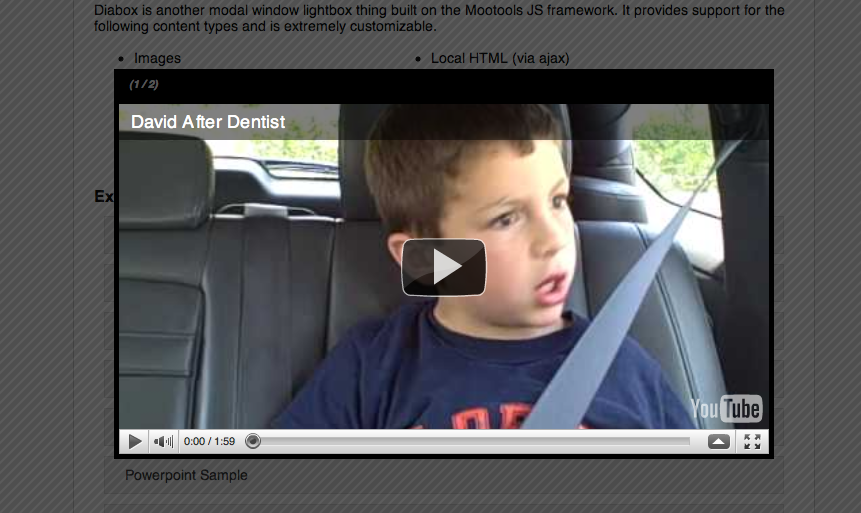 Diabox is another modal window lightbox thing built on the Mootools JS framework. It provides support for the
following content types and is extremely customizable.
• Images
• Local HTML (via ajax)
(1 / 2)
David After Dentist
Ex
YouTube
0:00 / 1:59
Powerpoint Sample